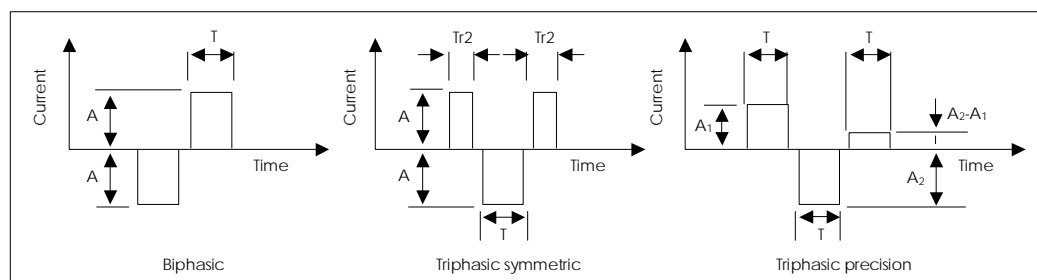 T
Current
A
A
Time
Biphasic
Tr2
Tr2
Current
A
A
Time
T
Triphasic symmetric
T
T
Current
A1
A2-A1
A2
Time
T
Triphasic precision